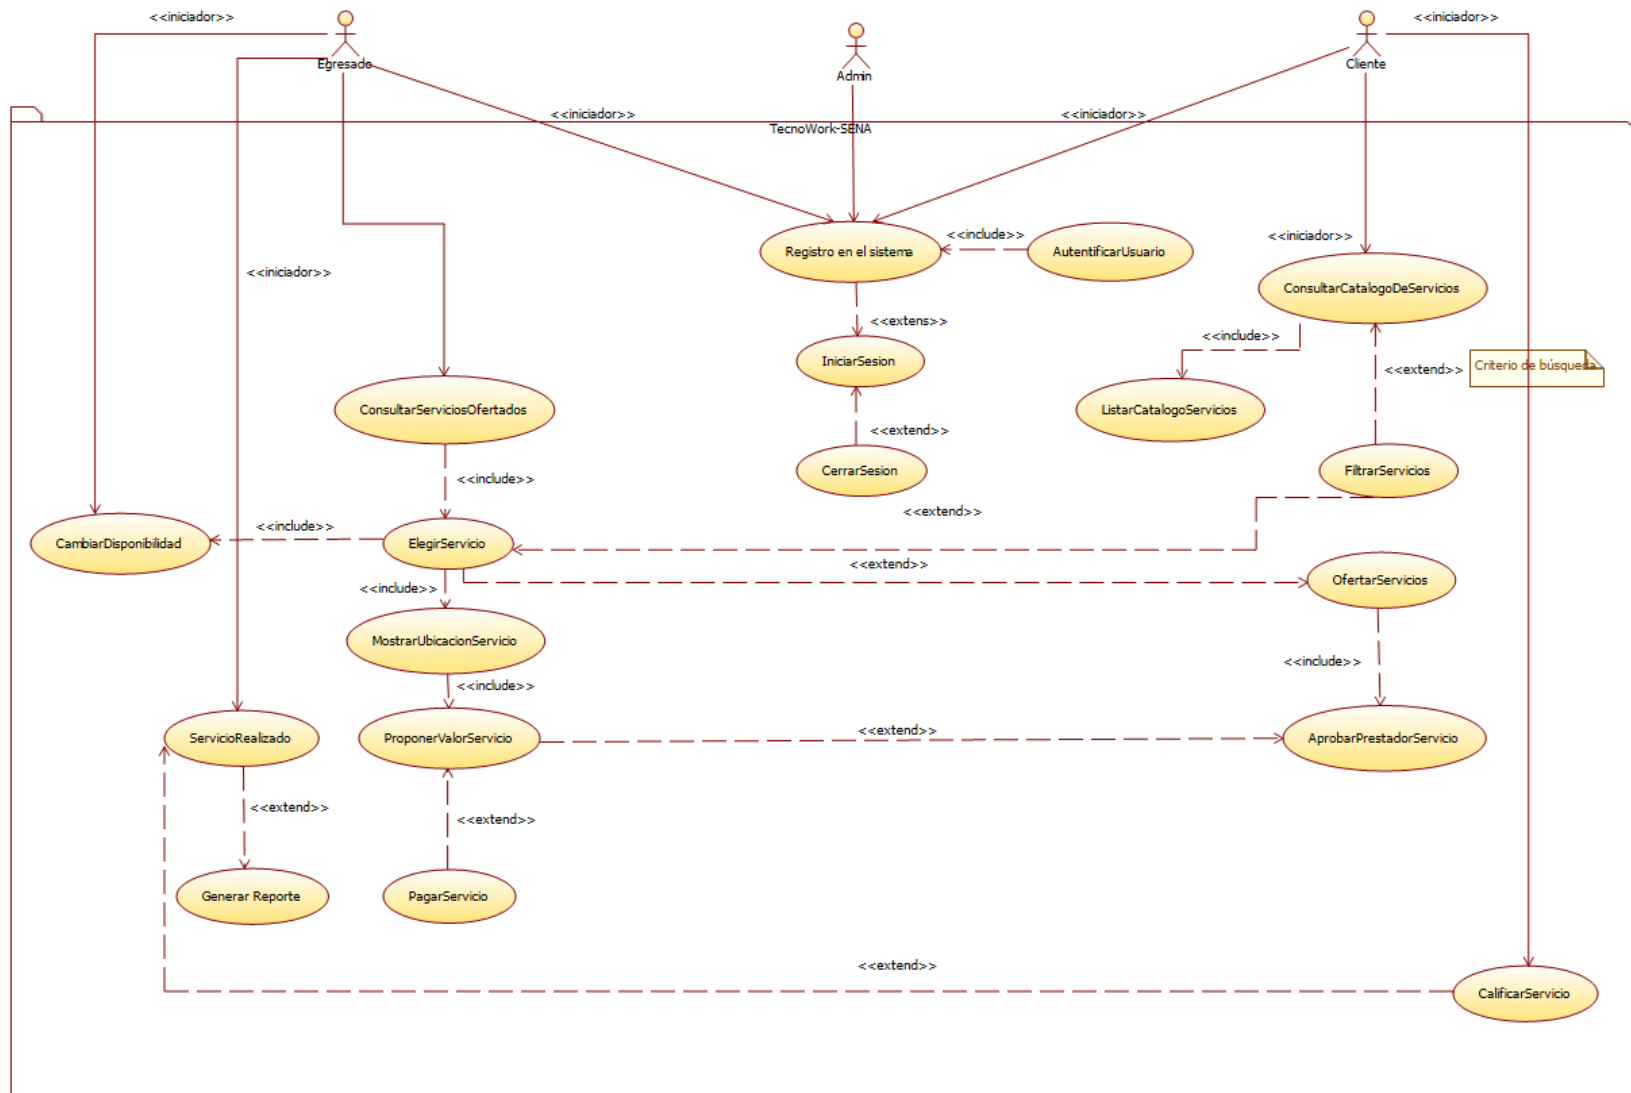 <<iniciador>>
<<iniciador>>
Egresado
Admin
Cliente
<<iniciador>>
<<iniciador>>
TecnoWork-SENA
<<include>>
<<iniciador>>
Registro en el sistema
AutentificarUsuario
<<iniciador>>
ConsultarCatalogoDeServicios
<<extens>>
<<include>>
IniciarSesion
Criterio de búsqueda
<<extend>>
ConsultarServiciosOfertados
ListarCatalogoServicios
<<extend>>
CerrarSesion
FiltrarServicios
<<include>>
<<extend>>
<<include>>
CambiarDisponibilidad
ElegirServicio
<<extend>>
OfertarServicios
<<include>>
MostrarUbicacionServicio
<<include>>
<<include>>
<<extend>>
ServicioRealizado
ProponerValorServicio
AprobarPrestadorServicio
<<extend>>
<<extend>>
Generar Reporte
PagarServicio
<<extend>>
CalificarServicio